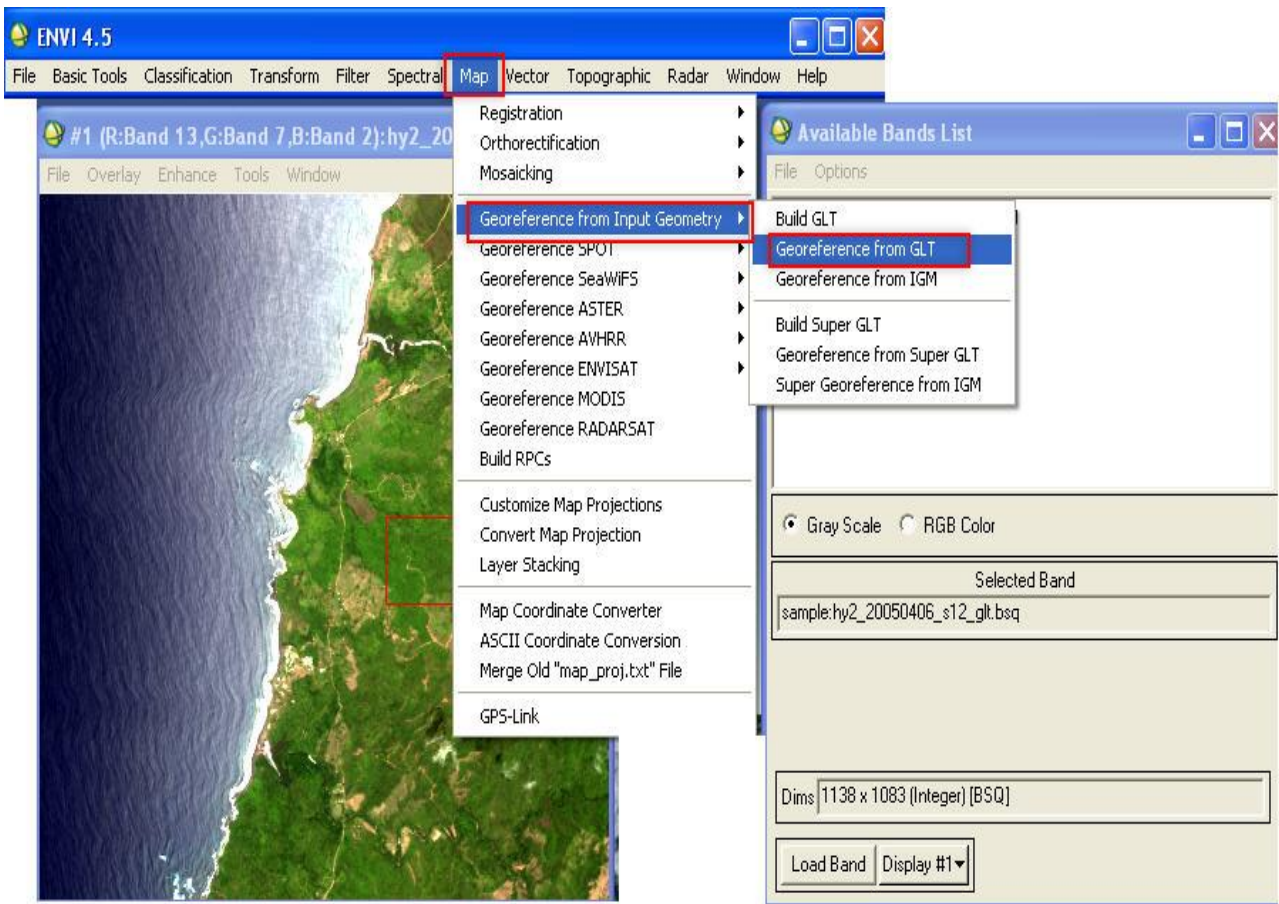 ENVI 4.5
File Basic Tools Classification Transform Filter Spectral Map Vector Topographic Radar Window Help
#1 (R:Band 13,G:Band 7,B:Band 2):hy2_20
File Overlay Enhance Tools Window
Registration
Orthorectification
Mosaicking
Georeference from Input Geometry
Georeference SPOT
Georeference SeaWiFS
Georeference ASTER
Georeference AVHRR
Georeference ENVISAT
Georeference MODIS
Georeference RADARSAT
Build RPCs
Customize Map Projections
Convert Map Projection
Layer Stacking
Map Coordinate Converter
ASCII Coordinate Conversion
Merge Old "map_proj.txt" File
GPS-Link
Build GLT
Georeference from GLT
Georeference from IGM
Build Super GLT
Georeference from Super GLT
Super Georeference from IGM
Available Bands List
File Options
Gray Scale RGB Color
Selected Band
sample:hy2_20050406_s12_glt.bsq
Dims 1138 x 1083 (Integer) [BSQ]
Load Band Display #1